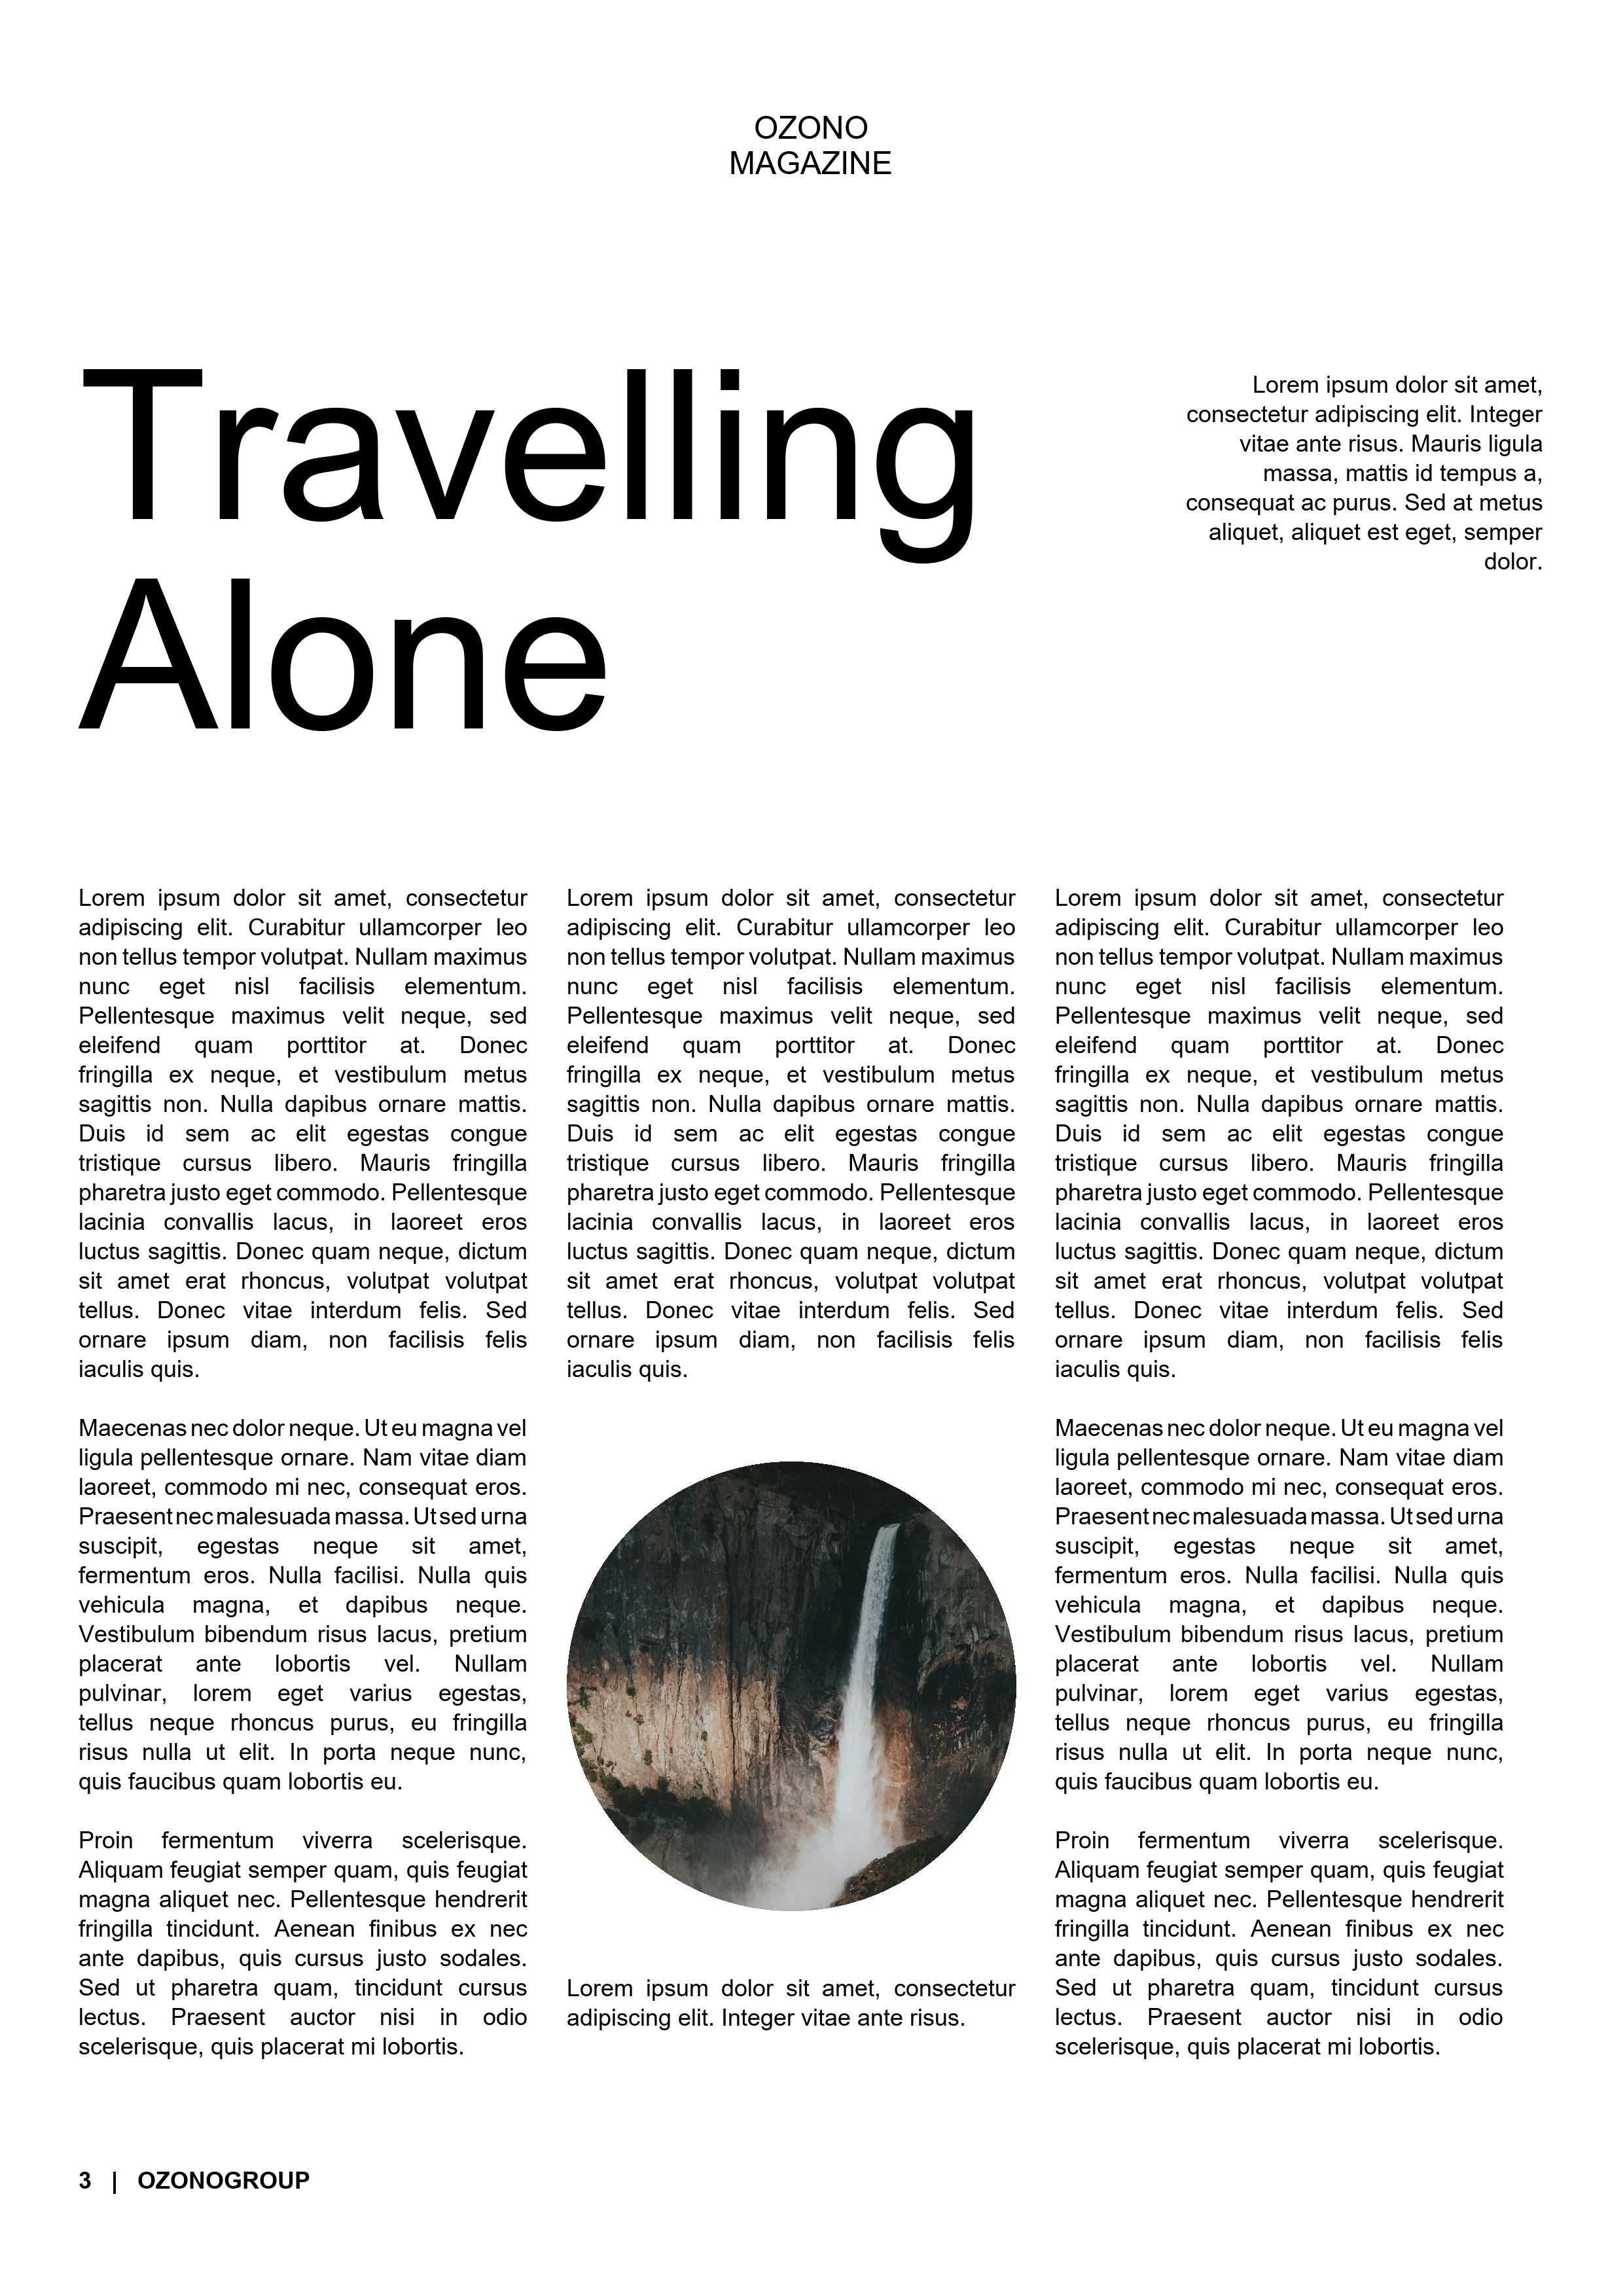 OZONO
MAGAZINE
Travelling
Alone
Lorem ipsum dolor sit amet,
consectetur adipiscing elit. Integer
vitae ante risus. Mauris ligula
massa, mattis id tempus a,
consequat ac purus. Sed at metus
aliquet, aliquet est eget, semper
dolor.
Lorem ipsum dolor sit amet, consectetur
adipiscing elit. Curabitur ullamcorper leo
non tellus tempor volutpat. Nullam maximus
nunc eget nisl facilisis elementum.
Pellentesque maximus velit neque, sed
eleifend quam porttitor at. Donec
fringilla ex neque, et vestibulum metus
sagittis non. Nulla dapibus ornare mattis.
Duis id sem ac elit egestas congue
tristique cursus libero. Mauris fringilla
pharetra justo eget commodo. Pellentesque
lacinia convallis lacus, in laoreet eros
luctus sagittis. Donec quam neque, dictum
sit amet erat rhoncus, volutpat volutpat
tellus. Donec vitae interdum felis. Sed
ornare ipsum diam, non facilisis felis
iaculis quis.
Maecenas nec dolor neque. Ut eu magna vel
ligula pellentesque ornare. Nam vitae diam
laoreet, commodo mi nec, consequat eros.
Praesent nec malesuada massa. Ut sed urna
suscipit, egestas neque sit amet,
fermentum eros. Nulla facilisi. Nulla quis
vehicula magna, et dapibus neque.
Vestibulum bibendum risus lacus, pretium
placerat ante lobortis vel. Nullam
pulvinar, lorem eget varius egestas,
tellus neque rhoncus purus, eu fringilla
risus nulla ut elit. In porta neque nunc,
quis faucibus quam lobortis eu.
Proin fermentum viverra scelerisque.
Aliquam feugiat semper quam, quis feugiat
magna aliquet nec. Pellentesque hendrerit
fringilla tincidunt. Aenean finibus ex nec
ante dapibus, quis cursus justo sodales.
Sed ut pharetra quam, tincidunt cursus
lectus. Praesent auctor nisi in odio
scelerisque, quis placerat mi lobortis.
Lorem ipsum dolor sit amet, consectetur
adipiscing elit. Curabitur ullamcorper leo
non tellus tempor volutpat. Nullam maximus
nunc eget nisl facilisis elementum.
Pellentesque maximus velit neque, sed
eleifend quam porttitor at. Donec
fringilla ex neque, et vestibulum metus
sagittis non. Nulla dapibus ornare mattis.
Duis id sem ac elit egestas congue
tristique cursus libero. Mauris fringilla
pharetra justo eget commodo. Pellentesque
lacinia convallis lacus, in laoreet eros
luctus sagittis. Donec quam neque, dictum
sit amet erat rhoncus, volutpat volutpat
tellus. Donec vitae interdum felis. Sed
ornare ipsum diam, non facilisis felis
iaculis quis.
Lorem ipsum dolor sit amet, consectetur
adipiscing elit. Integer vitae ante risus.
Lorem ipsum dolor sit amet, consectetur
adipiscing elit. Curabitur ullamcorper leo
non tellus tempor volutpat. Nullam maximus
nunc eget nisl facilisis elementum.
Pellentesque maximus velit neque, sed
eleifend quam porttitor at. Donec
fringilla ex neque, et vestibulum metus
sagittis non. Nulla dapibus ornare mattis.
Duis id sem ac elit egestas congue
tristique cursus libero. Mauris fringilla
pharetra justo eget commodo. Pellentesque
lacinia convallis lacus, in laoreet eros
luctus sagittis. Donec quam neque, dictum
sit amet erat rhoncus, volutpat volutpat
tellus. Donec vitae interdum felis. Sed
ornare ipsum diam, non facilisis felis
iaculis quis.
Maecenas nec dolor neque. Ut eu magna vel
ligula pellentesque ornare. Nam vitae diam
laoreet, commodo mi nec, consequat eros.
Praesent nec malesuada massa. Ut sed urna
suscipit, egestas neque sit amet,
fermentum eros. Nulla facilisi. Nulla quis
vehicula magna, et dapibus neque.
Vestibulum bibendum risus lacus, pretium
placerat ante lobortis vel. Nullam
pulvinar, lorem eget varius egestas,
tellus neque rhoncus purus, eu fringilla
risus nulla ut elit. In porta neque nunc,
quis faucibus quam lobortis eu.
Proin fermentum viverra scelerisque.
Aliquam feugiat semper quam, quis feugiat
magna aliquet nec. Pellentesque hendrerit
fringilla tincidunt. Aenean finibus ex nec
ante dapibus, quis cursus justo sodales.
Sed ut pharetra quam, tincidunt cursus
lectus. Praesent auctor nisi in odio
scelerisque, quis placerat mi lobortis.
3 | OZONOGROUP